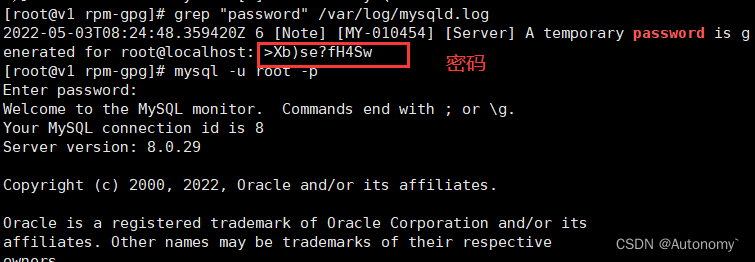 [root@v1 rpm-gpg]# grep "password" /var/log/mysqld.log
2022-05-03T08:24:48.359420Z 6 [Note] [MY-010454] [Server] A temporary password is g
enerated for root@localhost: >Xb)se?fH4Sw
密码
[root@v1 rpm-gpg]# mysql -u root -p
Enter password:
Welcome to the MySQL monitor.  Commands end with ; or \g.
Your MySQL connection id is 8
Server version: 8.0.29
Copyright (c) 2000, 2022, Oracle and/or its affiliates.
Oracle is a registered trademark of Oracle Corporation and/or its
affiliates. Other names may be trademarks of their respective
owners
CSDN @Autonomy`